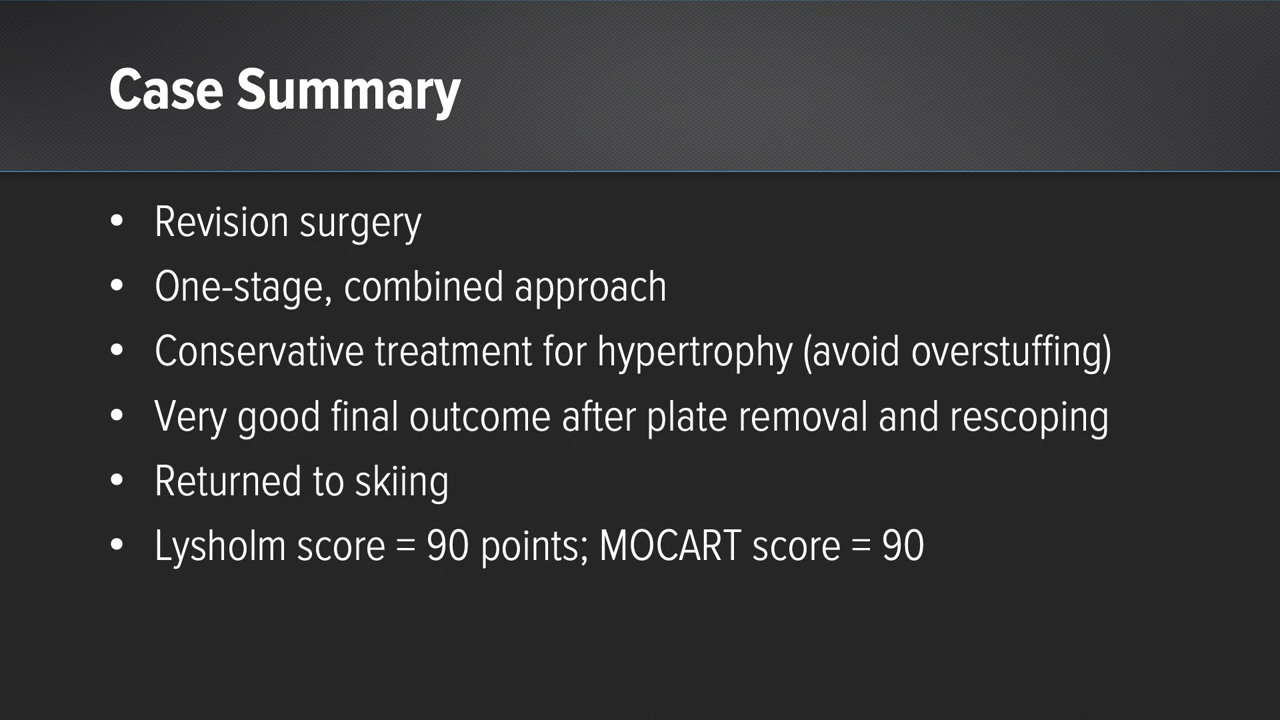 Case Summary
• Revision surgery
• One-stage, combined approach
• Conservative treatment for hypertrophy (avoid overstuffing)
• Very good final outcome after plate removal and rescoping
• Returned to skiing
• Lysholm score = 90 points; MOCART score = 90